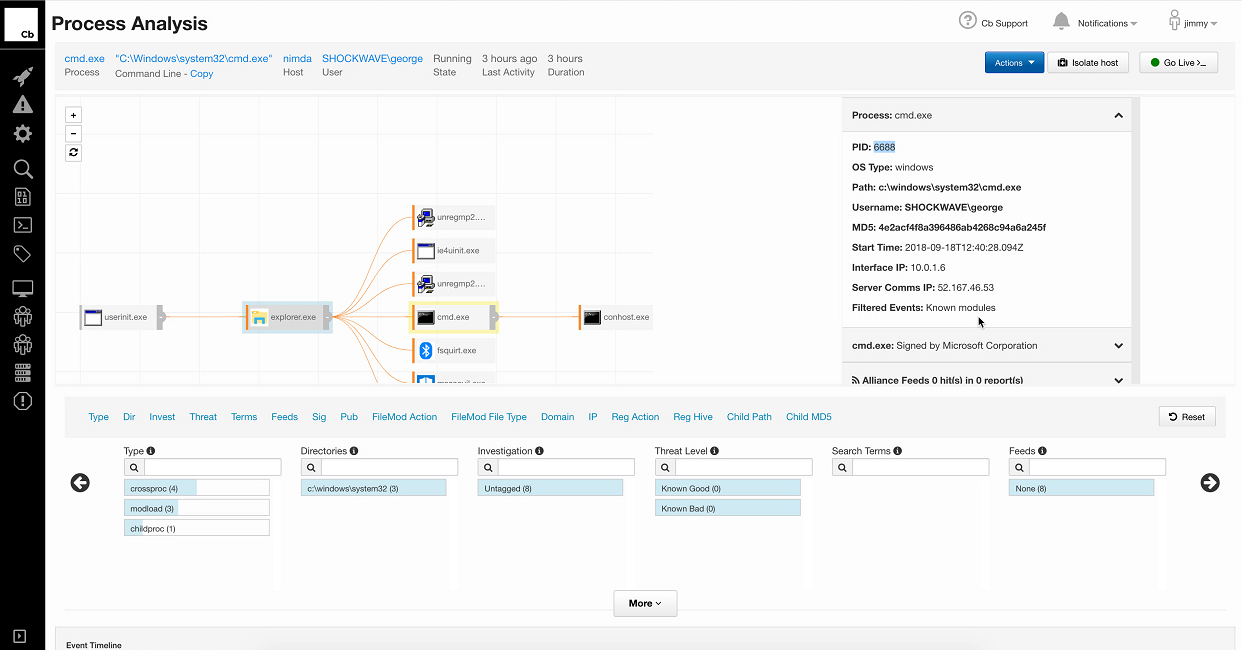 Cb
Process Analysis
Cb Support
Notifications
jimmy
cmd.exe
Process
"C:\Windows\system32\cmd.exe"
Command Line - Copy
nimda
Host
SHOCKWAVE\george
User
Running
State
3 hours ago
Last Activity
3 hours
Duration
Actions
Isolate host
Go Live >_
+
−
userinit.exe
explorer.exe
unregmp2....
ie4uinit.exe
unregmp2....
cmd.exe
fsquirt.exe
conhost.exe
Process: cmd.exe
PID: 6688
OS Type: windows
Path: c:\windows\system32\cmd.exe
Username: SHOCKWAVE\george
MD5: 4e2acf4f8a396486ab4268c94a6a245f
Start Time: 2018-09-18T12:40:28.094Z
Interface IP: 10.0.1.6
Server Comms IP: 52.167.46.53
Filtered Events: Known modules
cmd.exe: Signed by Microsoft Corporation
Alliance Feeds 0 hit(s) in 0 report(s)
Type Dir Invest Threat Terms Feeds Sig Pub FileMod Action FileMod File Type Domain IP Reg Action Reg Hive Child Path Child MD5
Reset
Type
crossproc (4)
modload (3)
childproc (1)
Directories
c:\windows\system32 (3)
Investigation
Untagged (8)
Threat Level
Known Good (0)
Known Bad (0)
Search Terms
Feeds
None (8)
More
Event Timeline